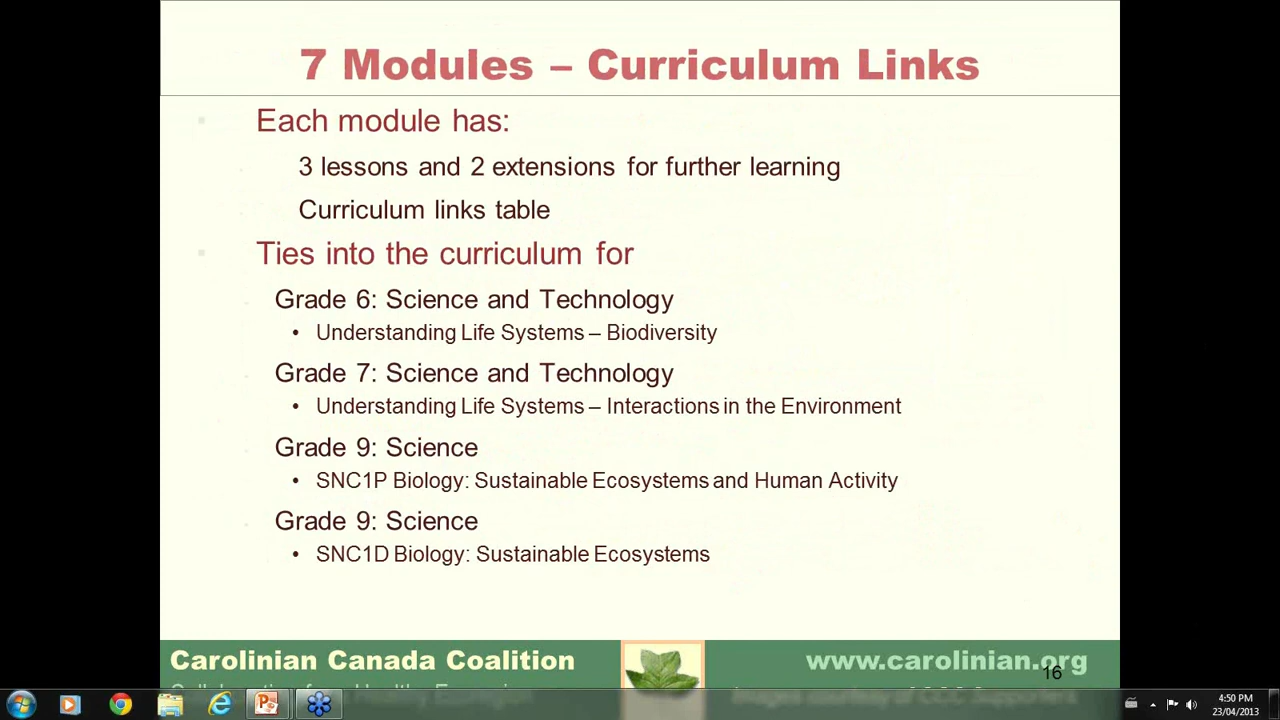 7 Modules – Curriculum Links
Each module has:
3 lessons and 2 extensions for further learning
Curriculum links table
Ties into the curriculum for
Grade 6: Science and Technology
• Understanding Life Systems – Biodiversity
Grade 7: Science and Technology
• Understanding Life Systems – Interactions in the Environment
Grade 9: Science
• SNC1P Biology: Sustainable Ecosystems and Human Activity
Grade 9: Science
• SNC1D Biology: Sustainable Ecosystems
Carolinian Canada Coalition
www.carolinian.org
16
4:50 PM
23/04/2013